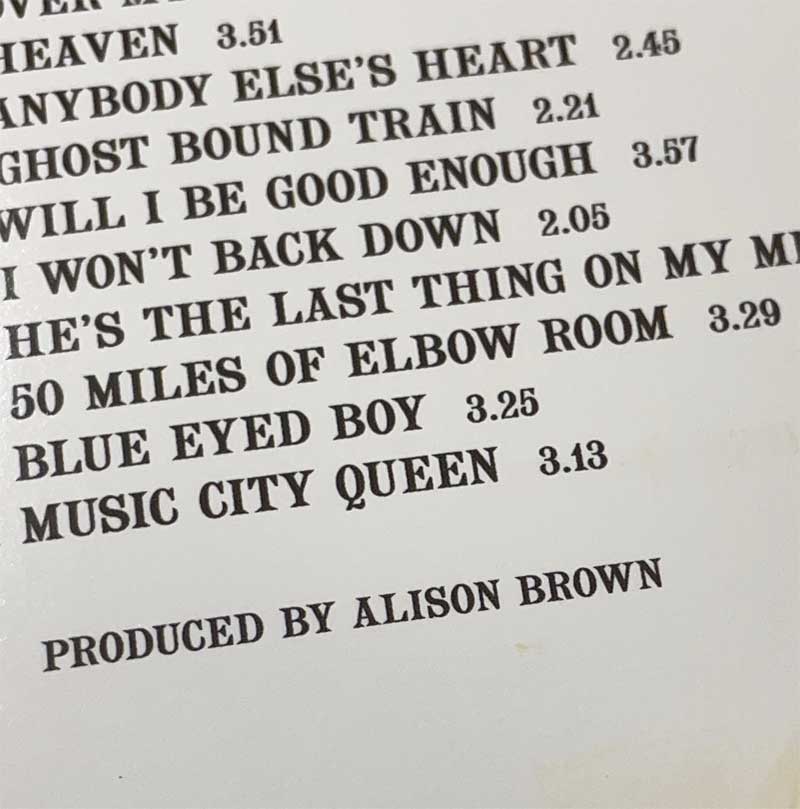 HEAVEN 3.51
ANYBODY ELSE'S HEART 2.45
GHOST BOUND TRAIN 2.21
WILL I BE GOOD ENOUGH 3.57
I WON'T BACK DOWN 2.05
HE'S THE LAST THING ON MY
50 MILES OF ELBOW ROOM 3.29
BLUE EYED BOY 3.25
MUSIC CITY QUEEN 3.13
PRODUCED BY ALISON BROWN